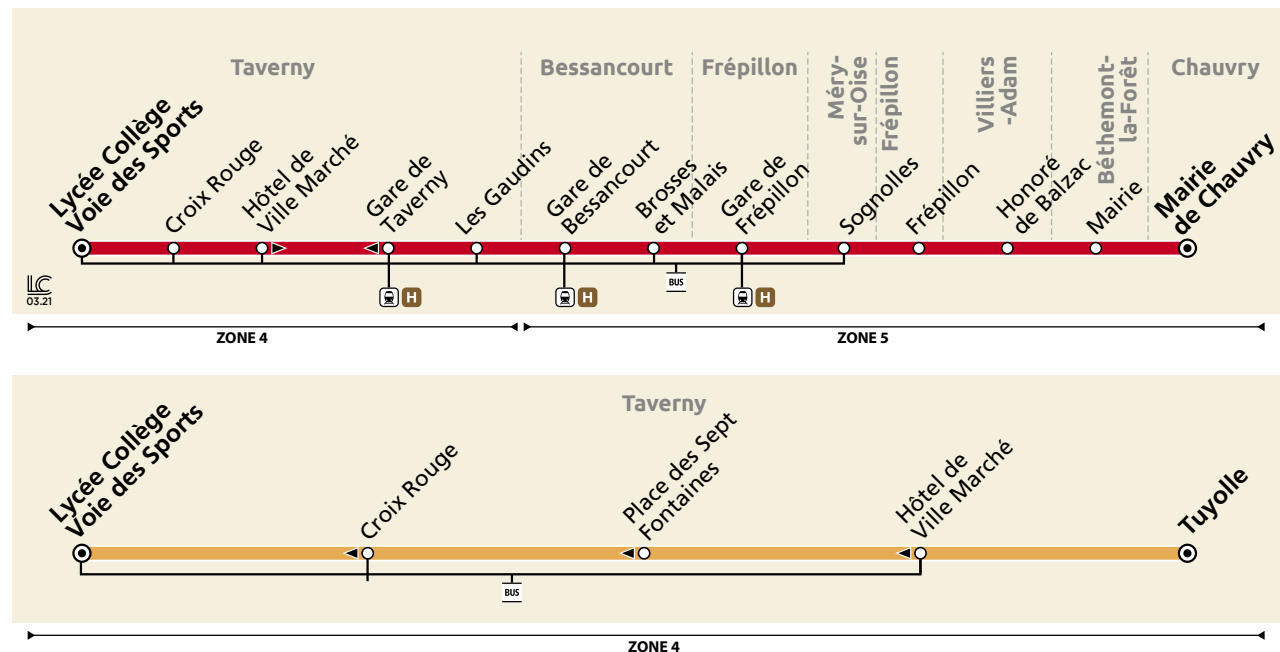 Taverny
Bessancourt
Frépillon
Méry-
sur-Oise
Frépillon
Villiers
-Adam
Béthemont-
la-Forêt
Chauvry
Lycée Collège
Voie des Sports
Croix Rouge
Hôtel de
Ville Marché
Gare de
Taverny
Les Gaudins
Gare de
Bessancourt
Brosses
et Malais
Gare de
Frépillon
Sognolles
Frépillon
Honoré
de Balzac
Mairie
Mairie
de Chauvry
BUS
LC
03.21
H
H
H
ZONE 4
ZONE 5
Taverny
Lycée Collège
Voie des Sports
Croix Rouge
Place des Sept
Fontaines
Hôtel de
Ville Marché
Tuyolle
BUS
ZONE 4